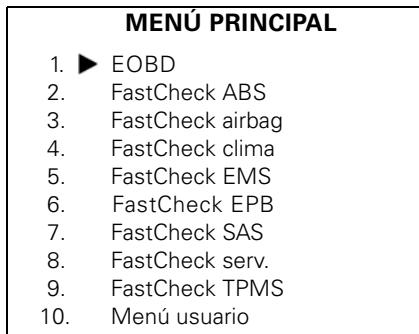 MENÚ PRINCIPAL
1. ▶ EOBD
2. FastCheck ABS
3. FastCheck airbag
4. FastCheck clima
5. FastCheck EMS
6. FastCheck EPB
7. FastCheck SAS
8. FastCheck serv.
9. FastCheck TPMS
10. Menú usuario